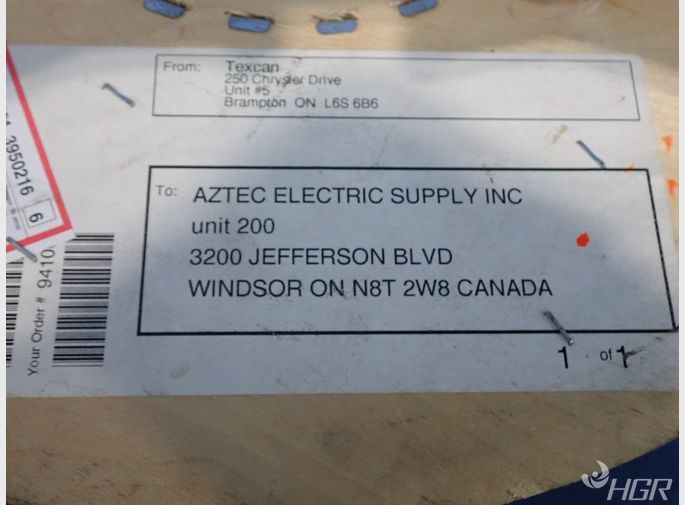 From: Texcan
250 Chrysler Drive
Unit #5
Brampton ON L6S 6B6
To: AZTEC ELECTRIC SUPPLY INC
unit 200
3200 JEFFERSON BLVD
WINDSOR ON N8T 2W8 CANADA
1 of 1
3950216 6
Your Order # 9410
HGR